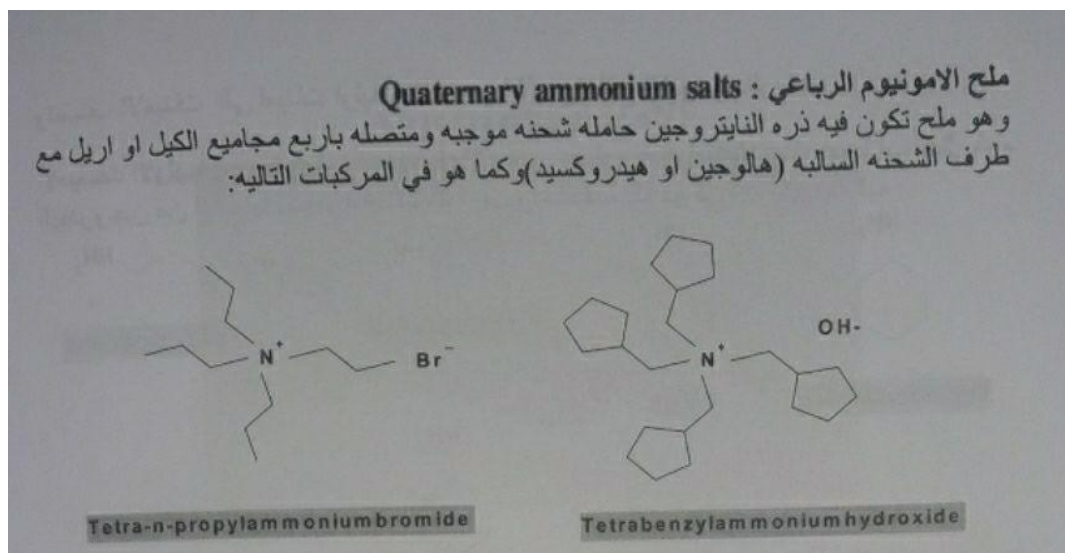 ملح الامونيوم الرباعي : Quaternary ammonium salts
وهو ملح تكون فيه ذره النايتروجين حامله شحنه موجبه ومتصله باربع مجاميع الكيل او اريل مع
طرف الشحنه السالبه (هالوجين او هيدروكسيد)وكما هو في المركبات التاليه:
N+
Br-
N+
OH-
Tetra-n-propylammoniumbromide
Tetrabenzylammoniumhydroxide